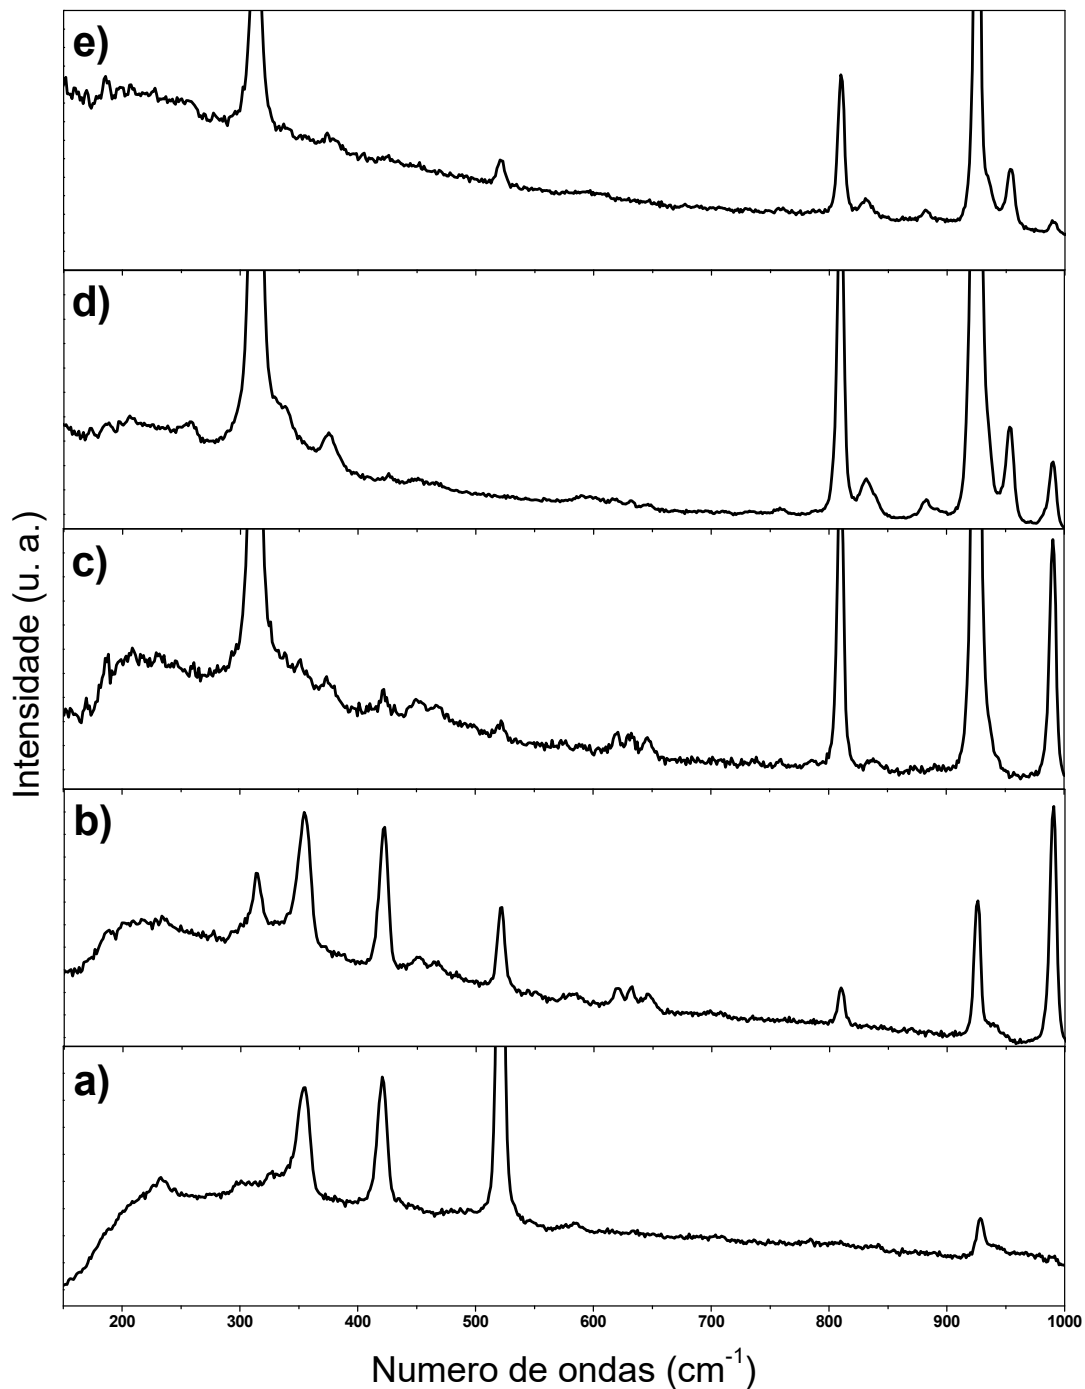 e)
d)
c)
b)
a)
Intensidade (u. a.)
200 300 400 500 600 700 800 900 1000
Numero de ondas (cm⁻¹)